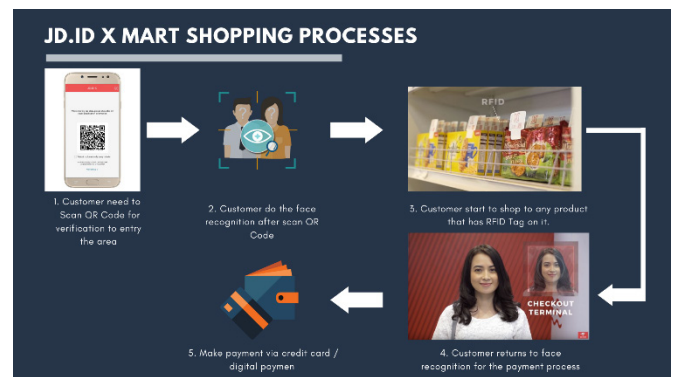 JD.ID X MART SHOPPING PROCESSES
1. Customer need to
Scan QR Code for
verification to entry
the area
2. Customer do the face
recognition after scan QR
Code
RFID
3. Customer start to shop to any product
that has RFID Tag on it.
CHECKOUT
TERMINAL
4. Customer returns to face
recognition for the payment process
5. Make payment via credit card /
digital paymen